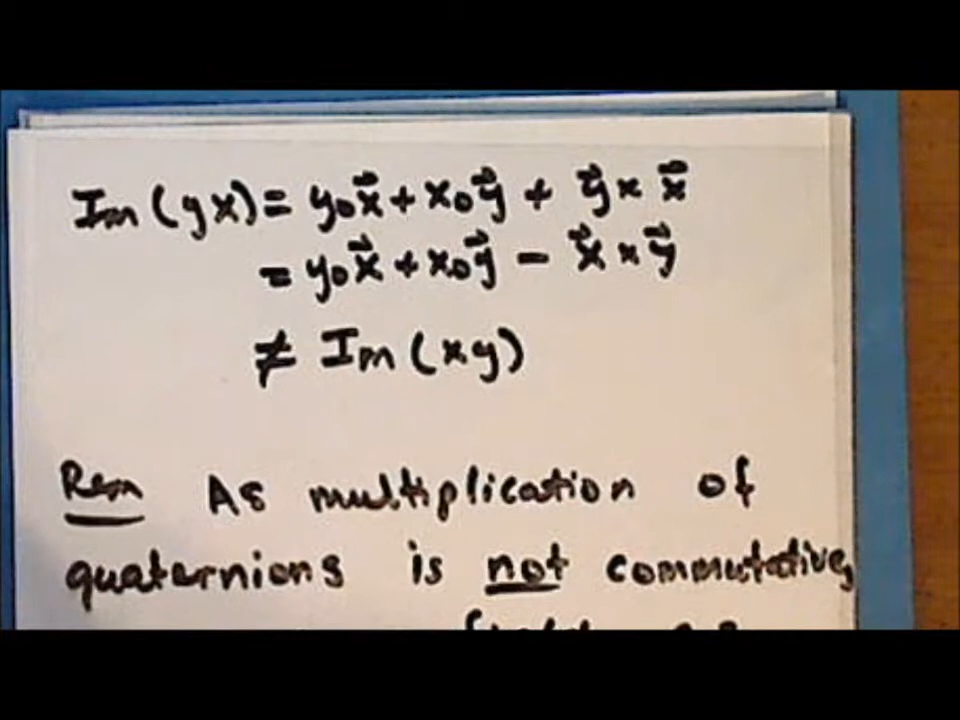 Im(yx) = y₀x⃗ + x₀y⃗ + y⃗ × x⃗
= y₀x⃗ + x₀y⃗ − x⃗ × y⃗
≠ Im(xy)
Rem As multiplication of
quaternions is not commutative,